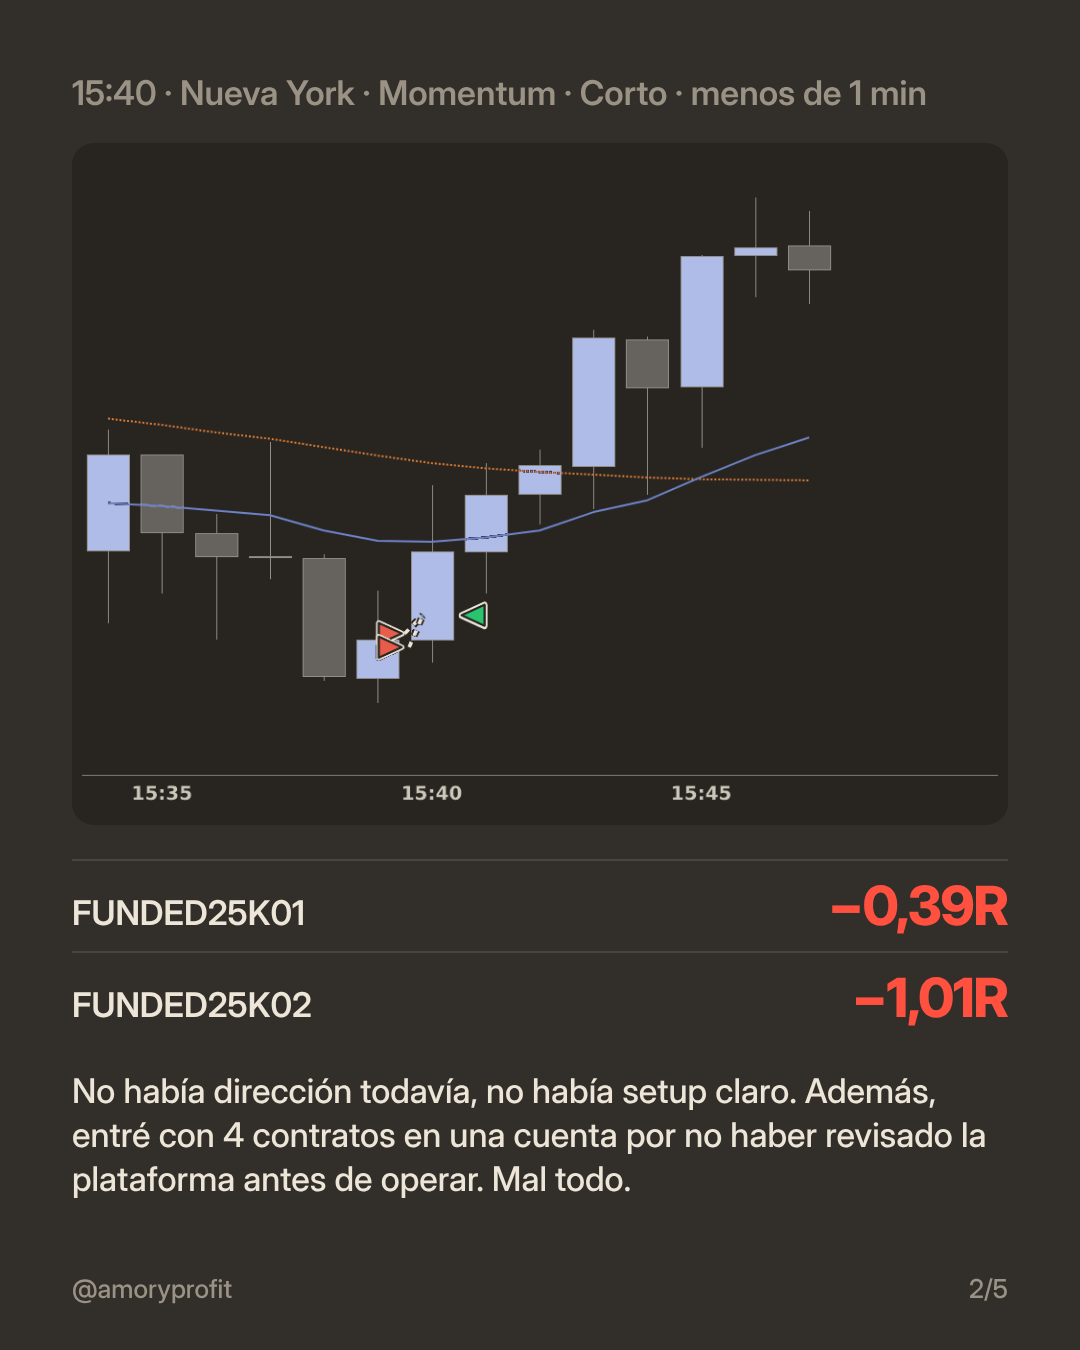 15:40 · Nueva York · Momentum · Corto · menos de 1 min
15:35 15:40 15:45
FUNDED25K01 −0,39R
FUNDED25K02 −1,01R
No había dirección todavía, no había setup claro. Además,
entré con 4 contratos en una cuenta por no haber revisado la
plataforma antes de operar. Mal todo.
@amoryprofit 2/5